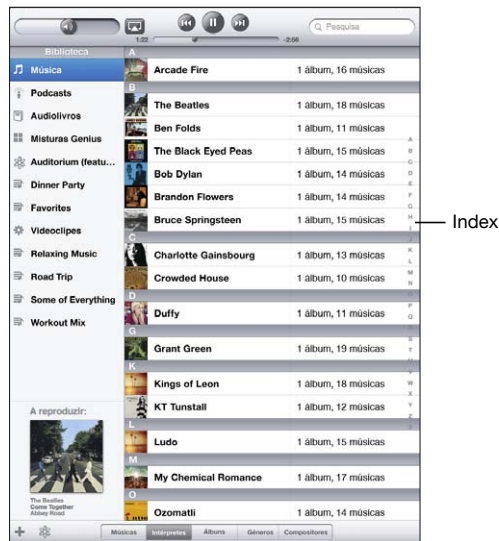 Pesquisa
1:22
-2:56
Biblioteca
Música
Podcasts
Audiolivros
Misturas Genius
Auditorium (featu...
Dinner Party
Favorites
Videoclipes
Relaxing Music
Road Trip
Some of Everything
Workout Mix
A reproduzir:
The Beatles
Come Together
Abbey Road
A
Arcade Fire 1 álbum, 16 músicas
B
The Beatles 1 álbum, 18 músicas
Ben Folds 1 álbum, 11 músicas
The Black Eyed Peas 1 álbum, 15 músicas
Bob Dylan 1 álbum, 14 músicas
Brandon Flowers 1 álbum, 14 músicas
Bruce Springsteen 1 álbum, 15 músicas
C
Charlotte Gainsbourg 1 álbum, 13 músicas
Crowded House 1 álbum, 10 músicas
D
Duffy 1 álbum, 11 músicas
G
Grant Green 1 álbum, 19 músicas
K
Kings of Leon 1 álbum, 18 músicas
KT Tunstall 1 álbum, 12 músicas
L
Ludo 1 álbum, 15 músicas
M
My Chemical Romance 1 álbum, 17 músicas
O
Ozomatli 1 álbum, 14 músicas
A
B
C
D
E
F
G
H
I
J
K
L
M
N
P
Q
S
T
W
X
Y
Z
Index
Músicas Intérpretes Álbuns Géneros Compositores